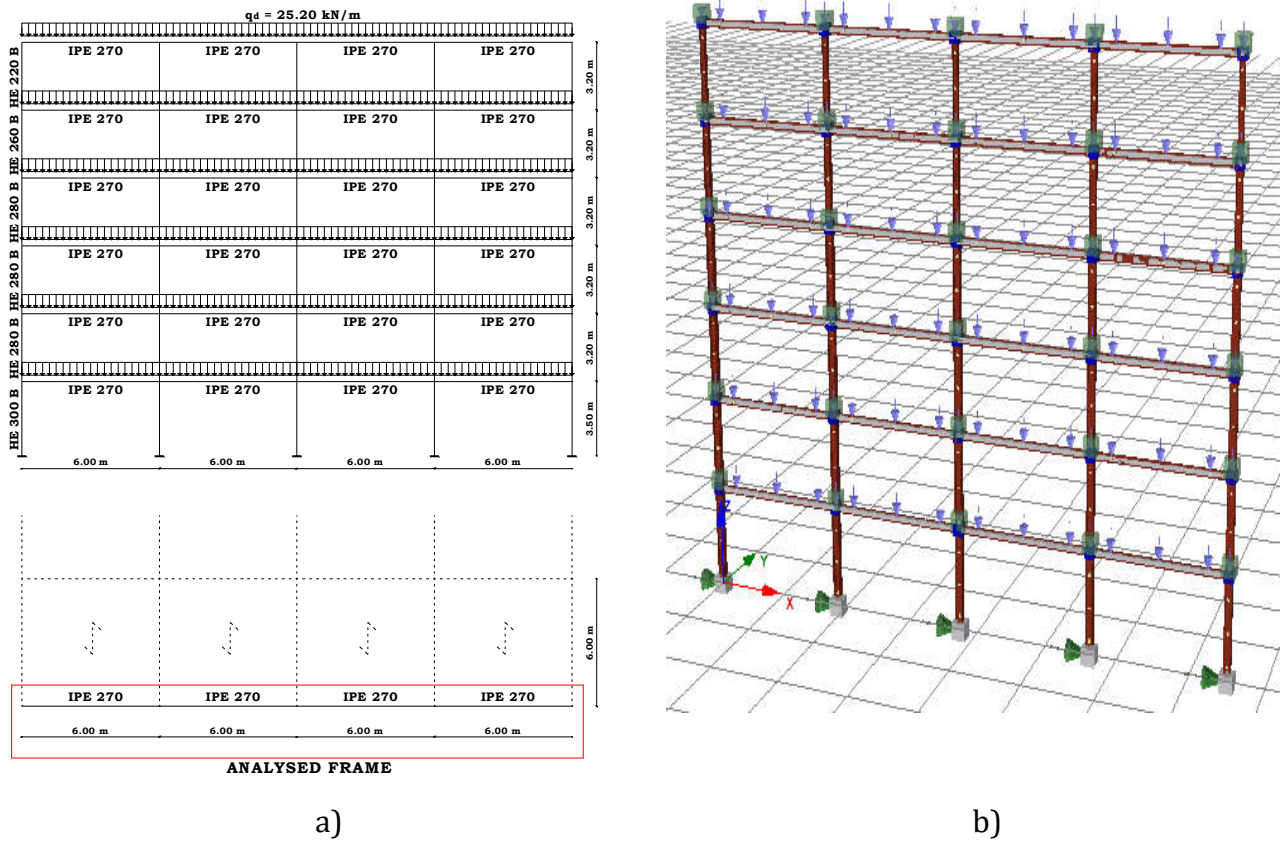 qd = 25.20 kN/m
IPE 270 IPE 270 IPE 270 IPE 270
HE 220 B
3.20 m
IPE 270 IPE 270 IPE 270 IPE 270
HE 260 B
3.20 m
IPE 270 IPE 270 IPE 270 IPE 270
HE 280 B
3.20 m
IPE 270 IPE 270 IPE 270 IPE 270
HE 280 B
3.20 m
IPE 270 IPE 270 IPE 270 IPE 270
HE 280 B
3.20 m
IPE 270 IPE 270 IPE 270 IPE 270
HE 300 B
3.50 m
6.00 m 6.00 m 6.00 m 6.00 m
6.00 m
IPE 270 IPE 270 IPE 270 IPE 270
6.00 m 6.00 m 6.00 m 6.00 m
ANALYSED FRAME
a)
Z
Y
X
b)